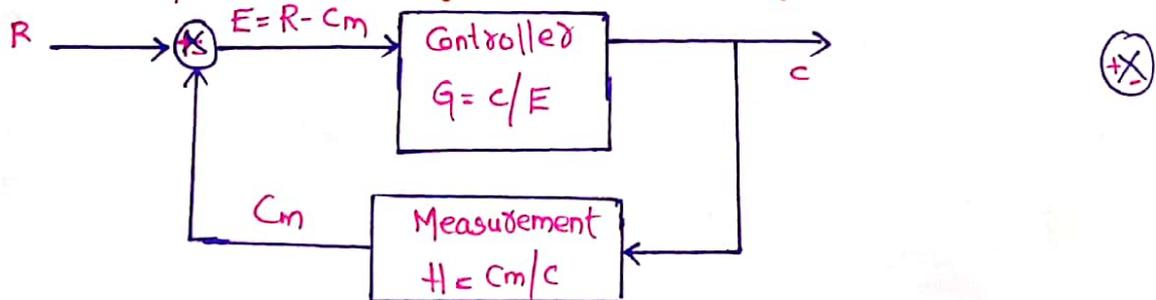 R
E = R - Cm
+ -
Controller
G = C/E
C
+ -
Cm
Measurement
H = Cm/C